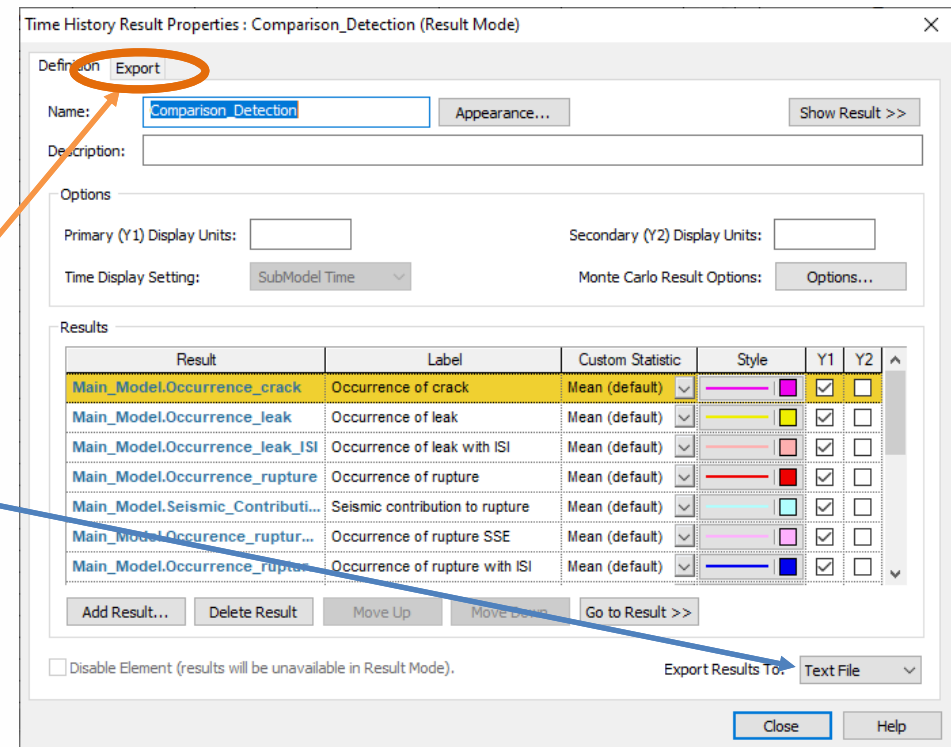 Time History Result Properties : Comparison_Detection (Result Mode)
Definition Export
Name: Comparison_Detection Appearance... Show Result >>
Description:
Options
Primary (Y1) Display Units: Secondary (Y2) Display Units:
Time Display Setting: SubModel Time Monte Carlo Result Options: Options...
Results
Result Label Custom Statistic Style Y1 Y2
Main_Model.Occurrence_crack Occurrence of crack Mean (default)
Main_Model.Occurrence_leak Occurrence of leak Mean (default)
Main_Model.Occurrence_leak_ISI Occurrence of leak with ISI Mean (default)
Main_Model.Occurrence_rupture Occurrence of rupture Mean (default)
Main_Model.Seismic_Contributi... Seismic contribution to rupture Mean (default)
Main_Model.Occurence_ruptur... Occurrence of rupture SSE Mean (default)
Main_Model.Occurrence_ruptur... Occurrence of rupture with ISI Mean (default)
Add Result... Delete Result Move Up Move Down Go to Result >>
Disable Element (results will be unavailable in Result Mode). Export Results To: Text File
Close Help